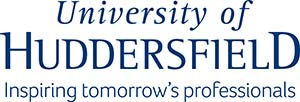 University of
HUDDERSFIELD
Inspiring tomorrow's professionals